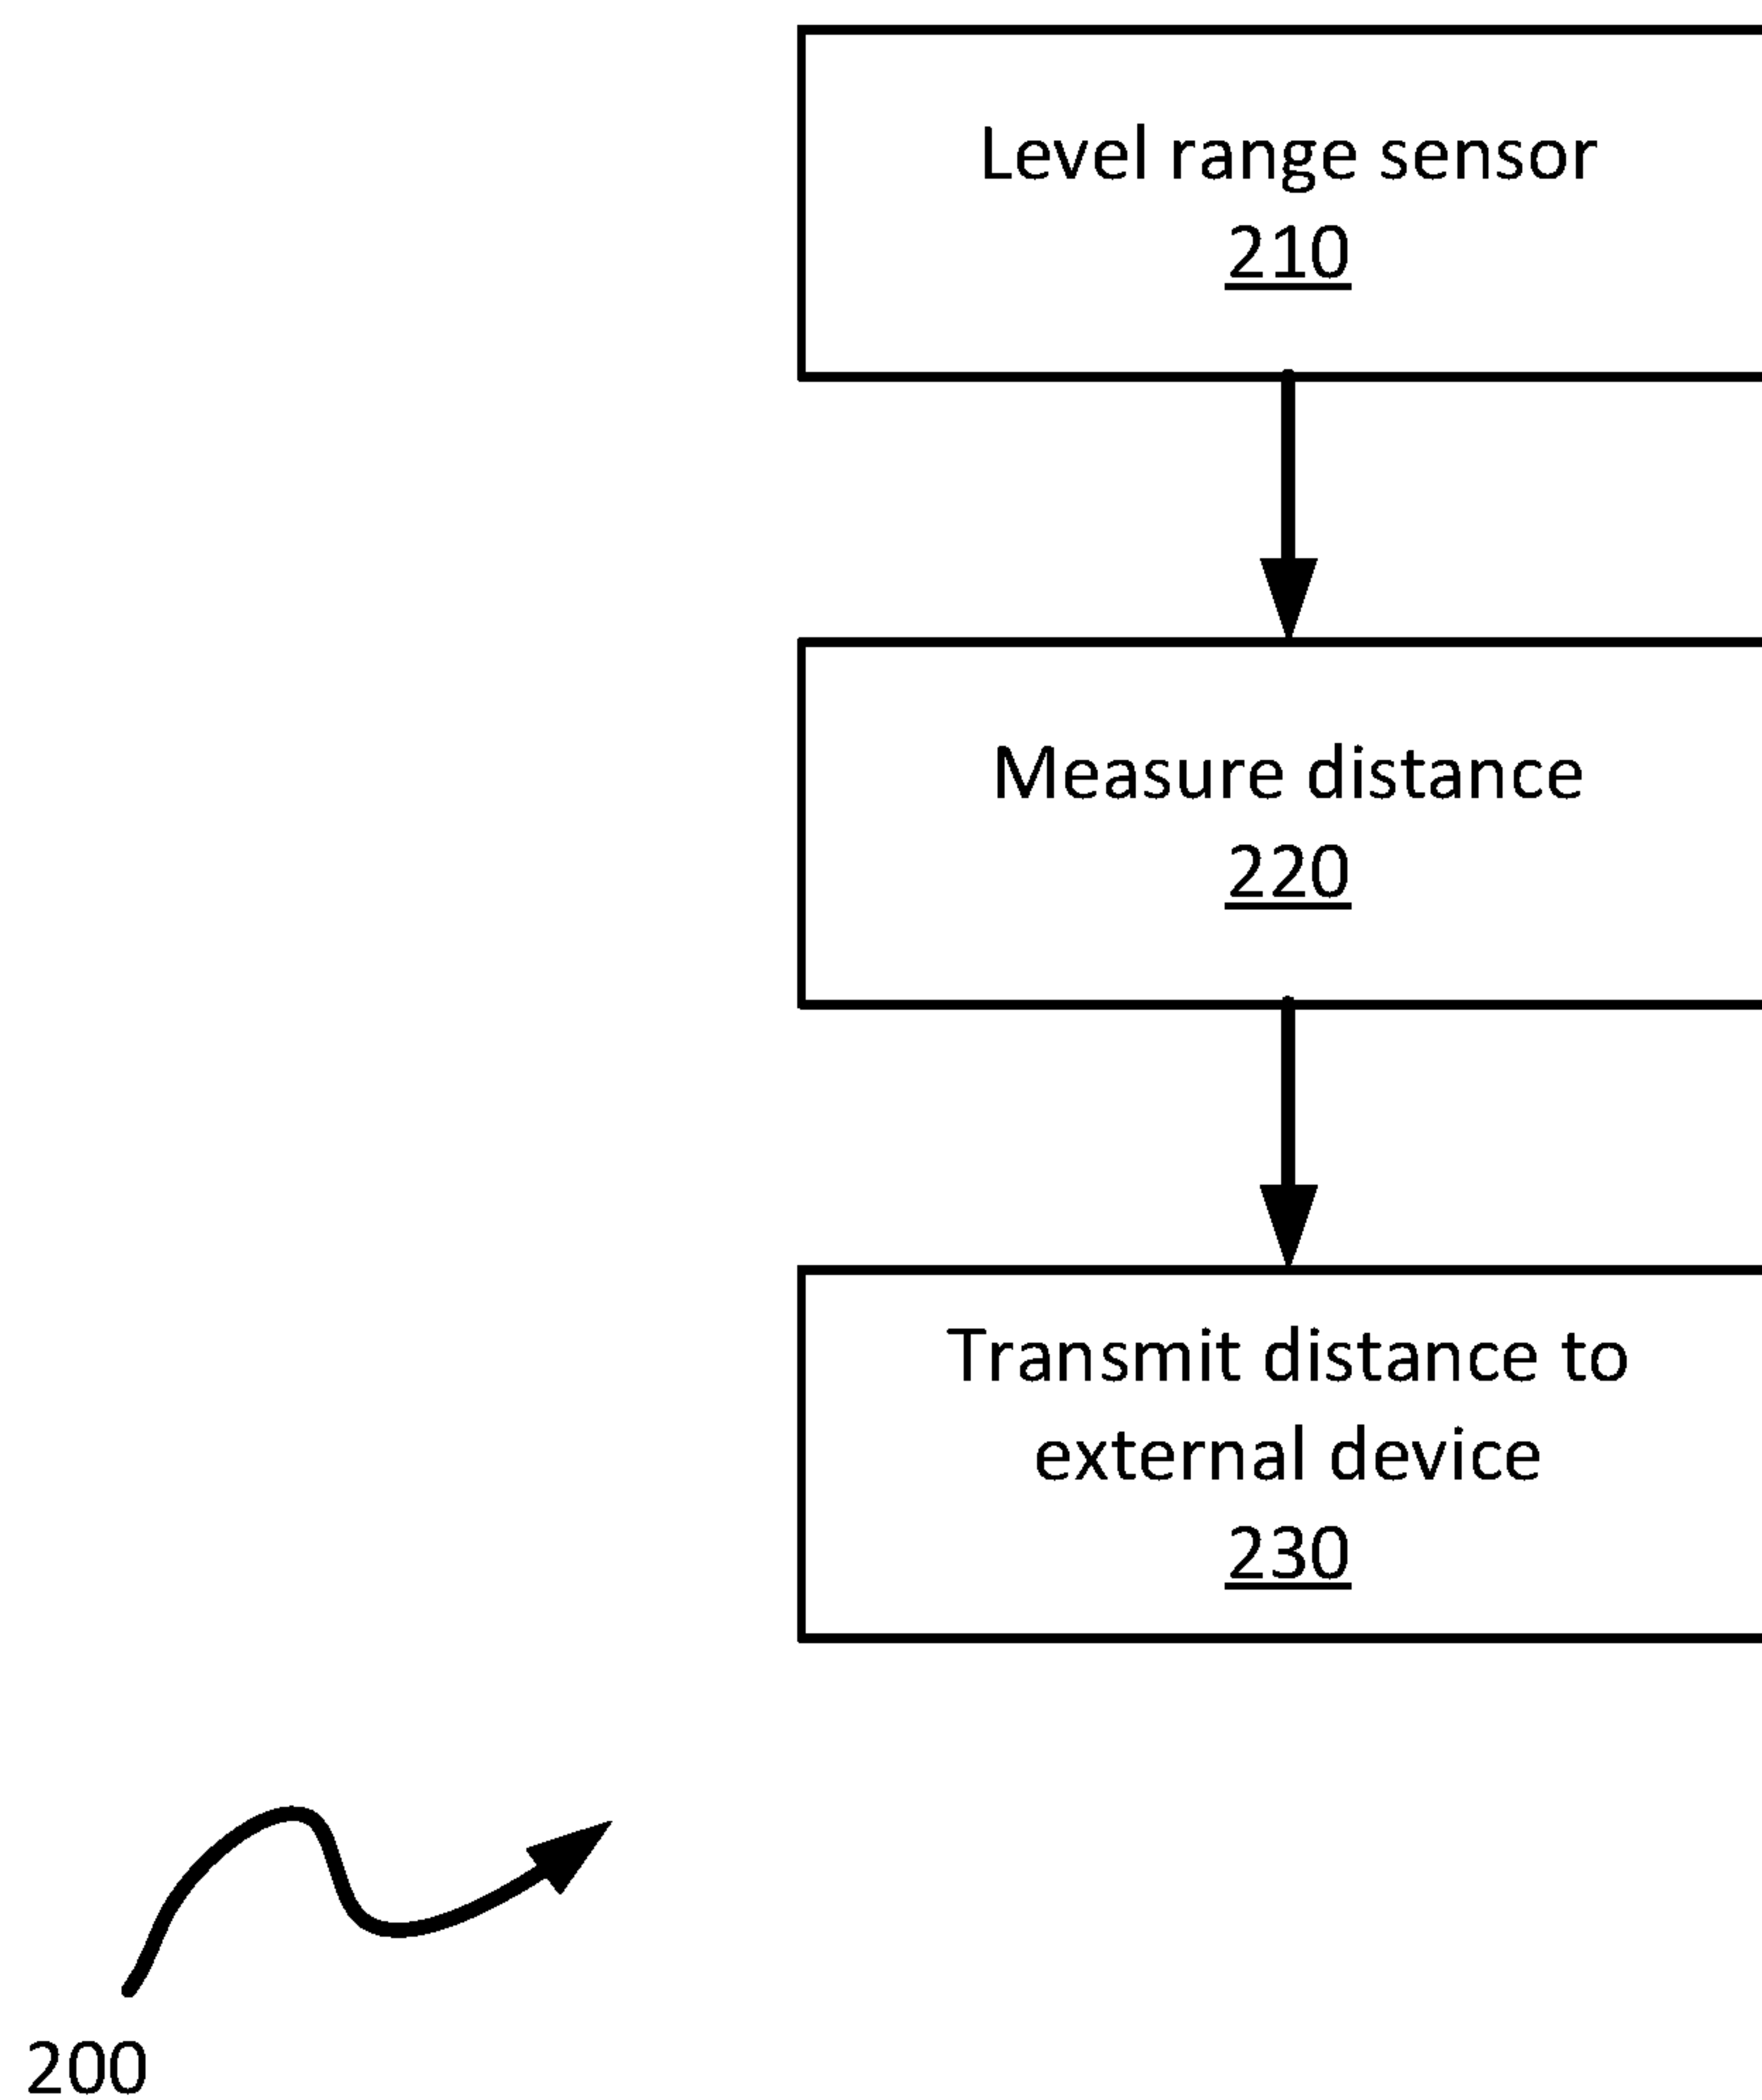 Level range sensor
210
Measure distance
220
Transmit distance to
external device
230
200